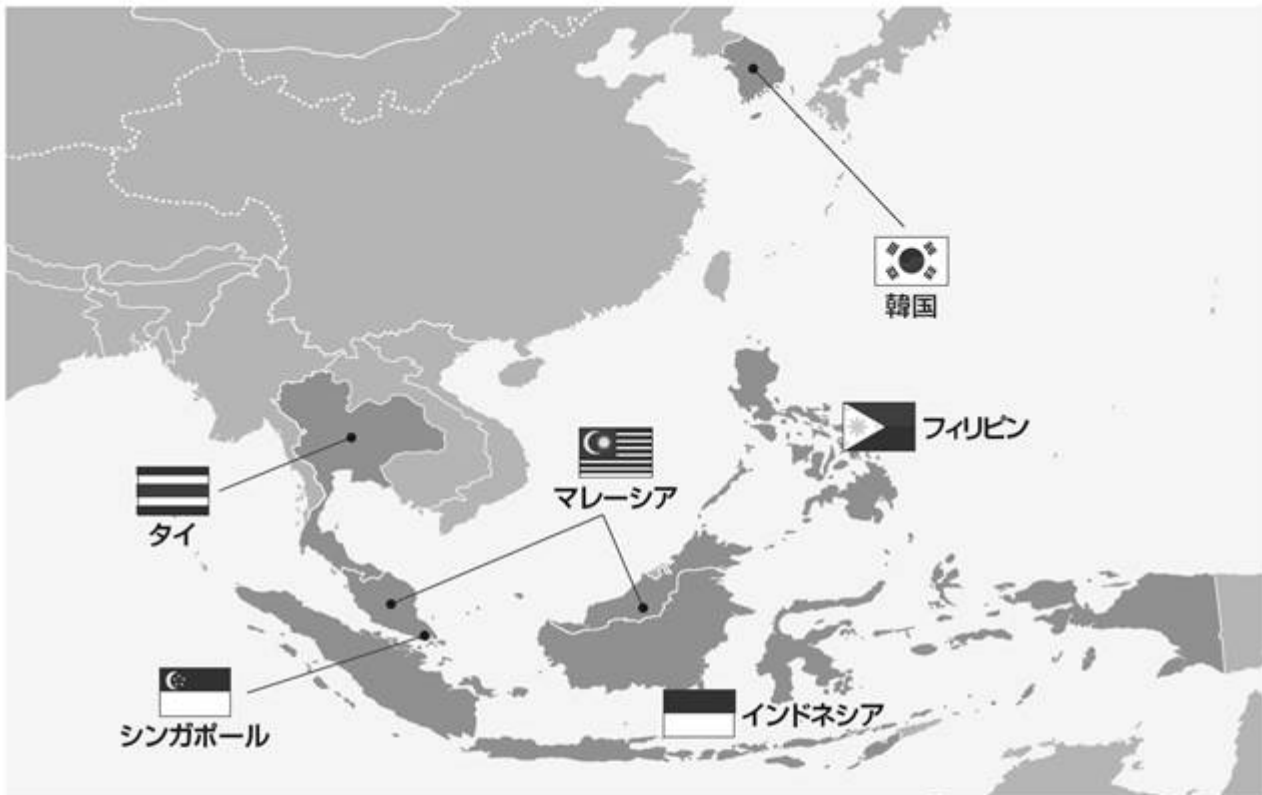 韓国
フィリピン
マレーシア
タイ
シンガポール
インドネシア